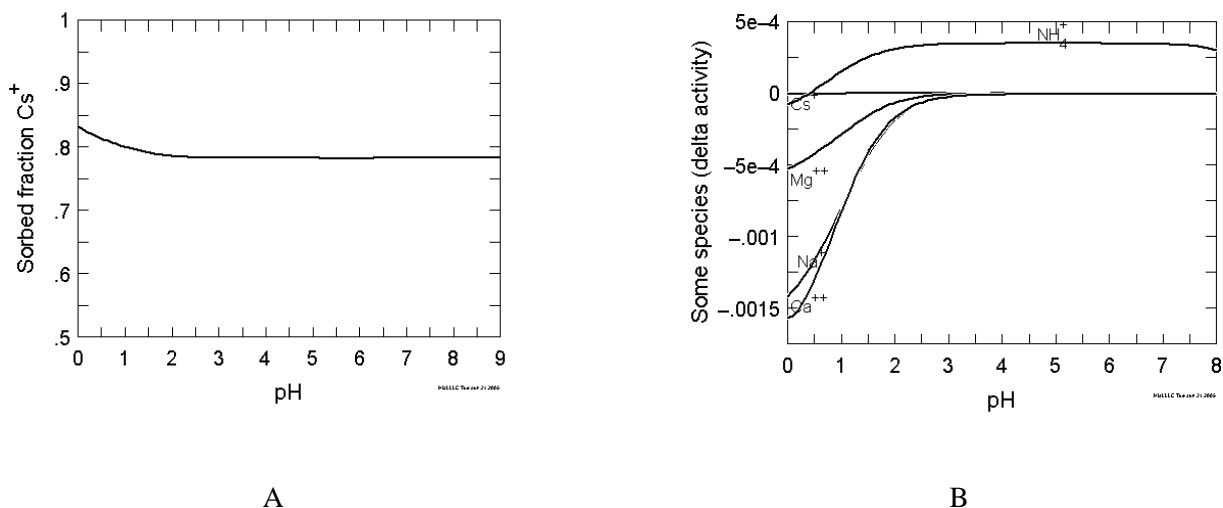 Sorbed fraction Cs+
1
.9
.8
.7
.6
.5
0 1 2 3 4 5 6 7 8 9
pH
A
Some species (delta activity)
5e-4
0
-5e-4
-.001
-.0015
NH4+
Cs+
Mg++
Na+
Ca++
0 1 2 3 4 5 6 7 8
pH
B